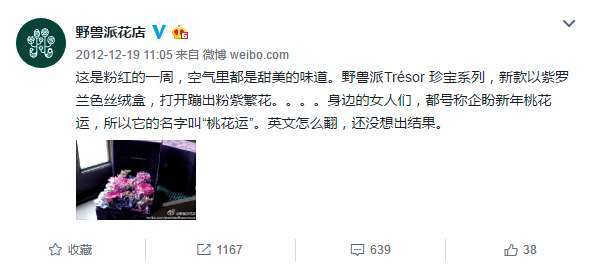 野兽派花店
2012-12-19 11:05 来自 微博 weibo.com
这是粉红的一周，空气里都是甜美的味道。野兽派Trésor 珍宝系列，新款以紫罗
兰色丝绒盒，打开蹦出粉紫繁花。。。。身边的女人们，都号称企盼新年桃花
运，所以它的名字叫“桃花运”。英文怎么翻，还没想出结果。
收藏
1167
639
38